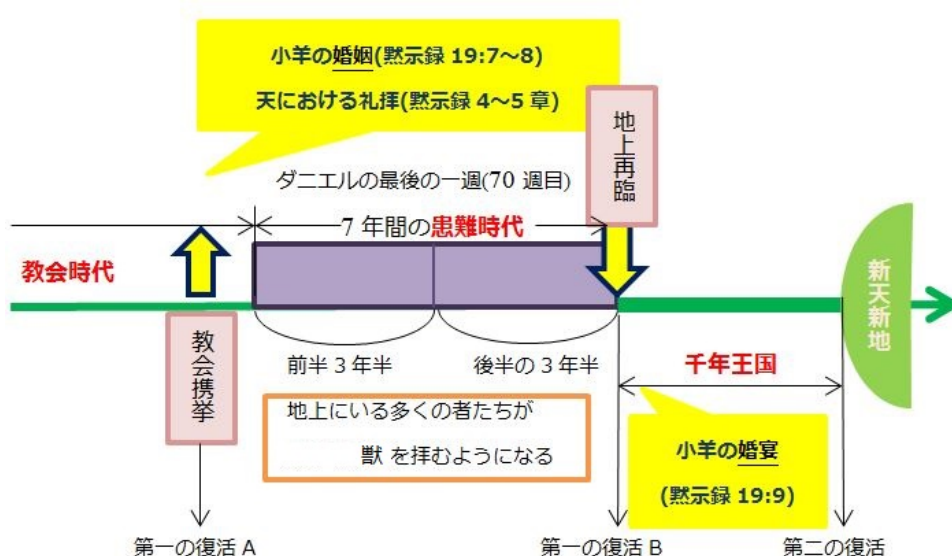 小羊の婚姻(黙示録 19:7～8)
天における礼拝(黙示録 4～5 章)
地上再臨
ダニエルの最後の一週(70 週目)
7 年間の患難時代
教会時代
新天新地
教会携挙
前半 3 年半
後半の 3 年半
千年王国
地上にいる多くの者たちが
獣 を拝むようになる
小羊の婚宴
(黙示録 19:9)
第一の復活 A
第一の復活 B
第二の復活